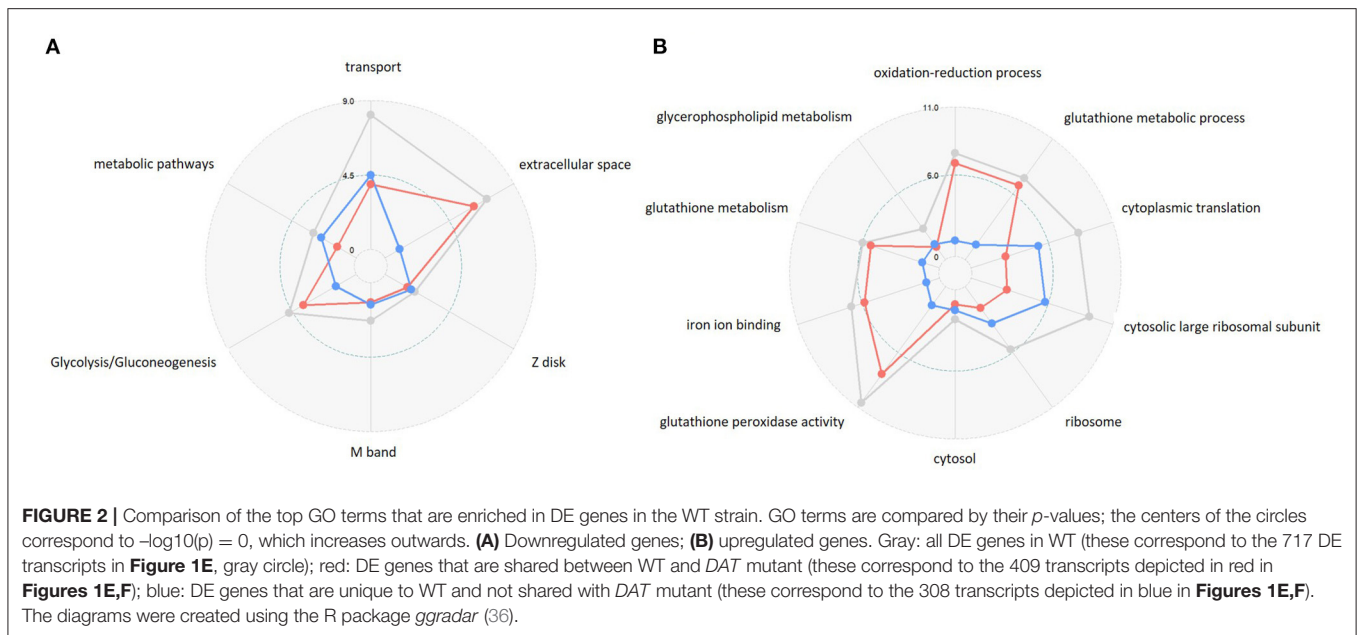 A
B
transport
9.0
metabolic pathways
4.5
extracellular space
0
Glycolysis/Gluconeogenesis
Z disk
M band
oxidation-reduction process
11.0
glycerophospholipid metabolism
glutathione metabolic process
6.0
glutathione metabolism
cytoplasmic translation
0
iron ion binding
cytosolic large ribosomal subunit
glutathione peroxidase activity
ribosome
cytosol
FIGURE 2 | Comparison of the top GO terms that are enriched in DE genes in the WT strain. GO terms are compared by their p-values; the centers of the circles
correspond to –log10(p) = 0, which increases outwards. (A) Downregulated genes; (B) upregulated genes. Gray: all DE genes in WT (these correspond to the 717 DE
transcripts in Figure 1E, gray circle); red: DE genes that are shared between WT and DAT mutant (these correspond to the 409 transcripts depicted in red in
Figures 1E,F); blue: DE genes that are unique to WT and not shared with DAT mutant (these correspond to the 308 transcripts depicted in blue in Figures 1E,F).
The diagrams were created using the R package ggradar (36).